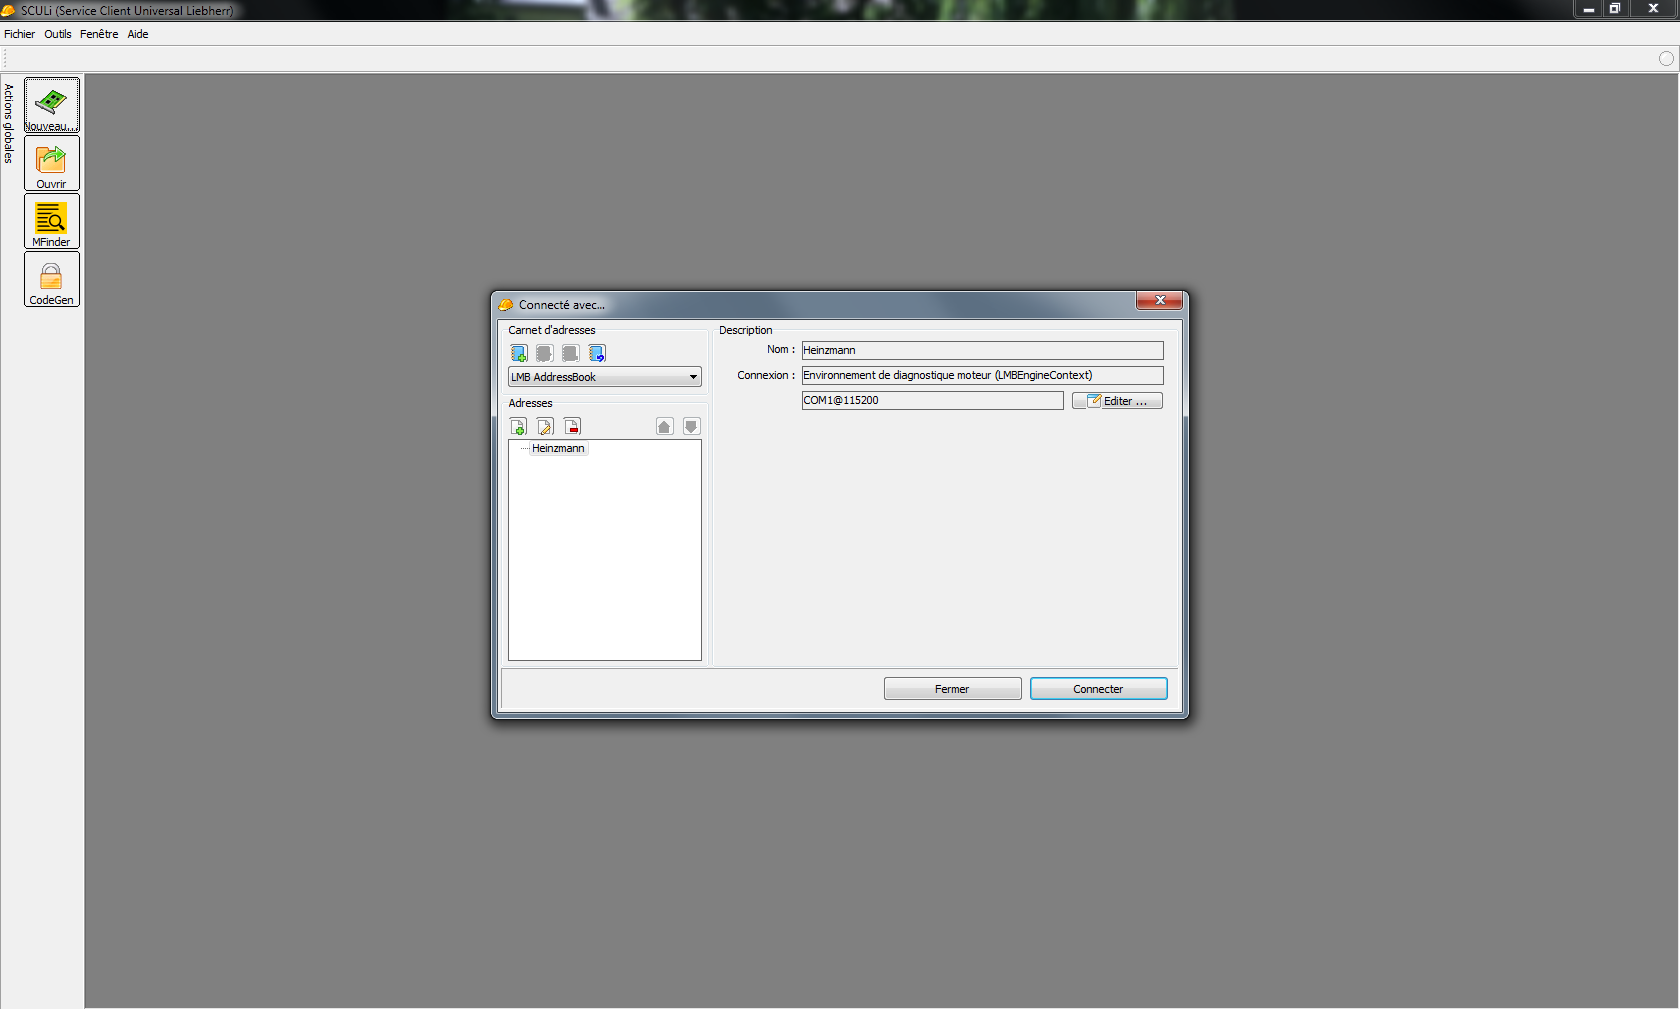 SCULi (Service Client Universal Liebherr)
Fichier Outils Fenêtre Aide
Actions globales
Nouveau...
Ouvrir
MFinder
CodeGen
Connecté avec...
Carnet d'adresses
LMB AddressBook
Adresses
Heinzmann
Description
Nom : Heinzmann
Connexion : Environnement de diagnostique moteur (LMBEngineContext)
COM1@115200 Editer ...
Fermer Connecter